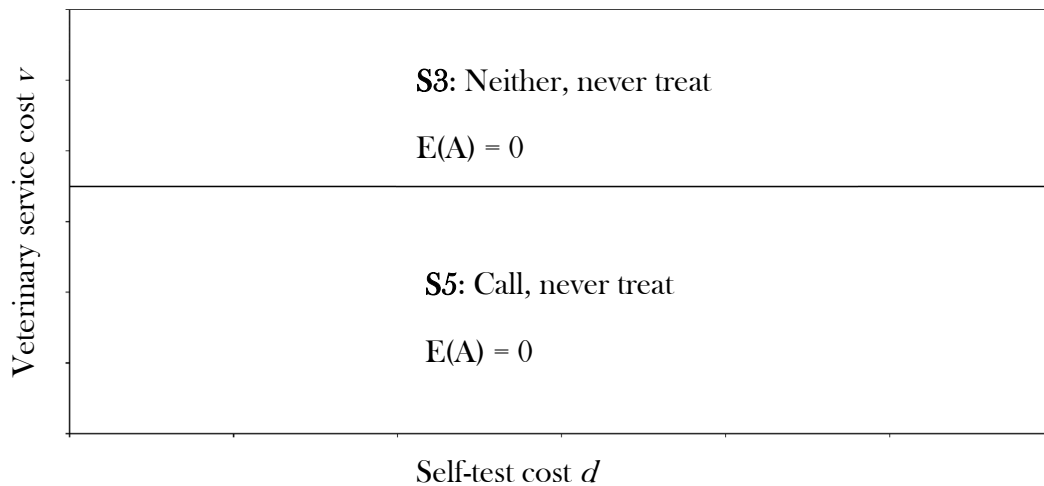 Veterinary service cost v
S3: Neither, never treat
E(A) = 0
S5: Call, never treat
E(A) = 0
Self-test cost d